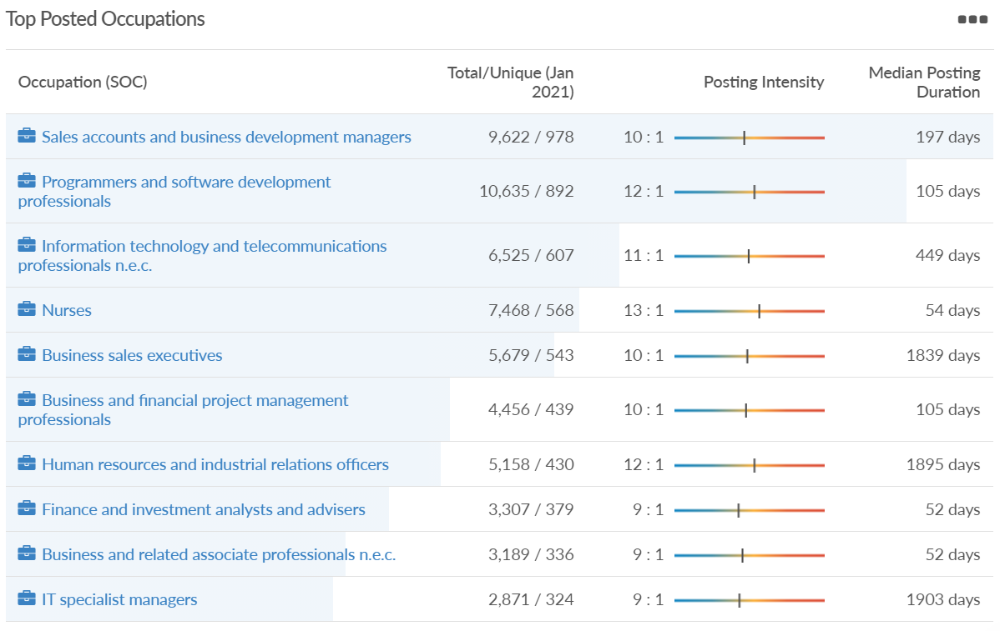 Top Posted Occupations
Occupation (SOC)
Total/Unique (Jan
2021)
Posting Intensity
Median Posting
Duration
Sales accounts and business development managers 9,622 / 978 10 : 1 197 days
Programmers and software development
professionals
10,635 / 892 12 : 1 105 days
Information technology and telecommunications
professionals n.e.c.
6,525 / 607 11 : 1 449 days
Nurses 7,468 / 568 13 : 1 54 days
Business sales executives 5,679 / 543 10 : 1 1839 days
Business and financial project management
professionals
4,456 / 439 10 : 1 105 days
Human resources and industrial relations officers 5,158 / 430 12 : 1 1895 days
Finance and investment analysts and advisers 3,307 / 379 9 : 1 52 days
Business and related associate professionals n.e.c. 3,189 / 336 9 : 1 52 days
IT specialist managers 2,871 / 324 9 : 1 1903 days